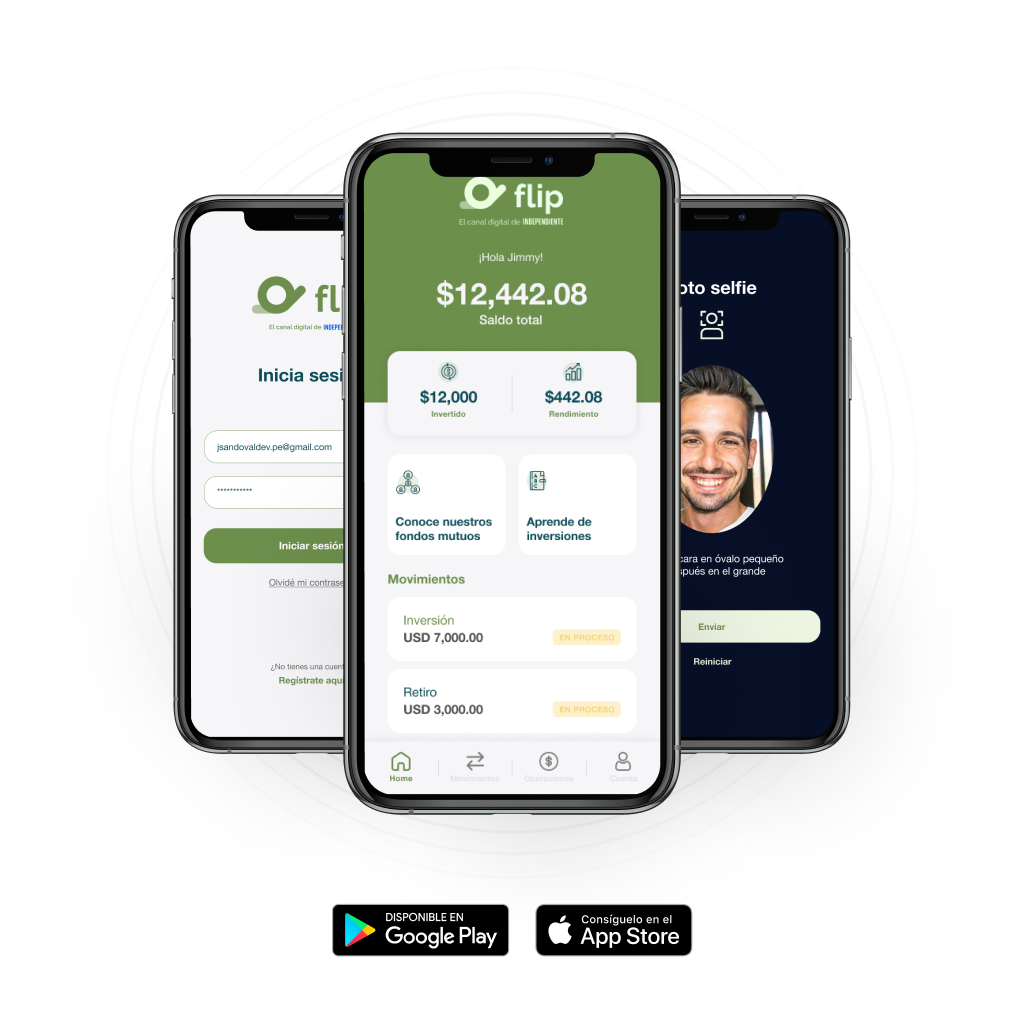 flip
El canal digital de INDEPE
Inicia sesi
jsandovaldev.pe@gmail.com
***********
Iniciar sesión
Olvidé mi contrase
¿No tienes una cuent
Regístrate aqu
flip
El canal digital de INDEPENDIENTE
¡Hola Jimmy!
$12,442.08
Saldo total
$12,000
Invertido
$442.08
Rendimiento
Conoce nuestros
fondos mutuos
A
B
C
Aprende de
inversiones
Movimientos
Inversión
USD 7,000.00
EN PROCESO
Retiro
USD 3,000.00
EN PROCESO
Home
Movimientos
Operaciones
Cuenta
oto selfie
cara en óvalo pequeño
spués en el grande
Enviar
Reiniciar
DISPONIBLE EN
Google Play
Consíguelo en el
App Store